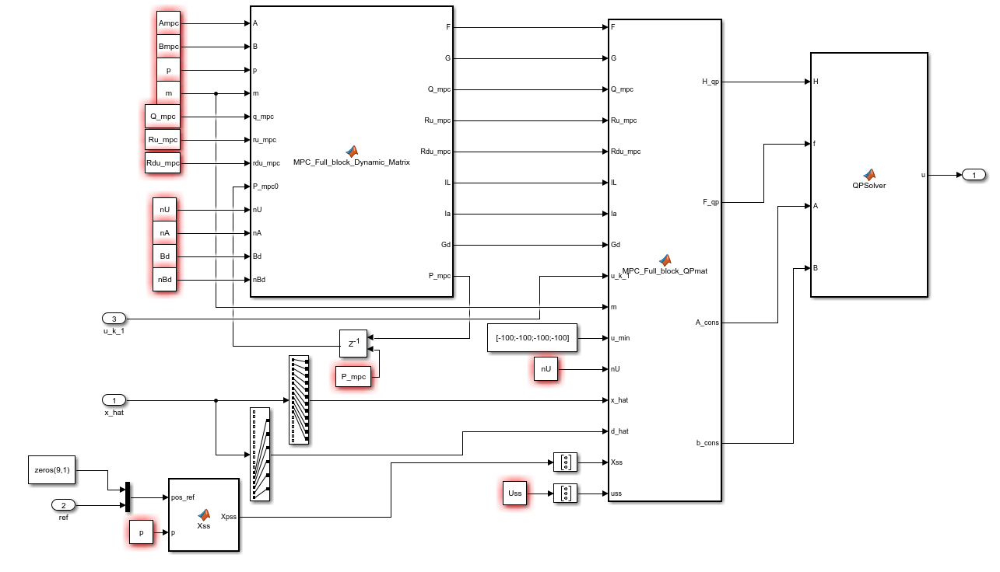 Ampc
Bmpc
p
m
Q_mpc
Ru_mpc
Rdu_mpc
nU
nA
Bd
nBd
A
B
p
m
q_mpc
ru_mpc
rdu_mpc
P_mpc0
nU
nA
Bd
nBd
MPC_Full_block_Dynamic_Matrix
F
G
Q_mpc
Ru_mpc
Rdu_mpc
IL
Ia
Gd
P_mpc
F
G
Q_mpc
Ru_mpc
Rdu_mpc
IL
Ia
Gd
u_k_1
m
u_min
nU
x_hat
d_hat
Xss
uss
MPC_Full_block_QPmat
H_qp
F_qp
A_cons
b_cons
H
f
A
B
QPSolver
u
1
3
u_k_1
z-1
P_mpc
[-100;-100;-100;-100]
nU
1
x_hat
zeros(9,1)
2
ref
p
pos_ref
p
Xss
Xpss
Uss